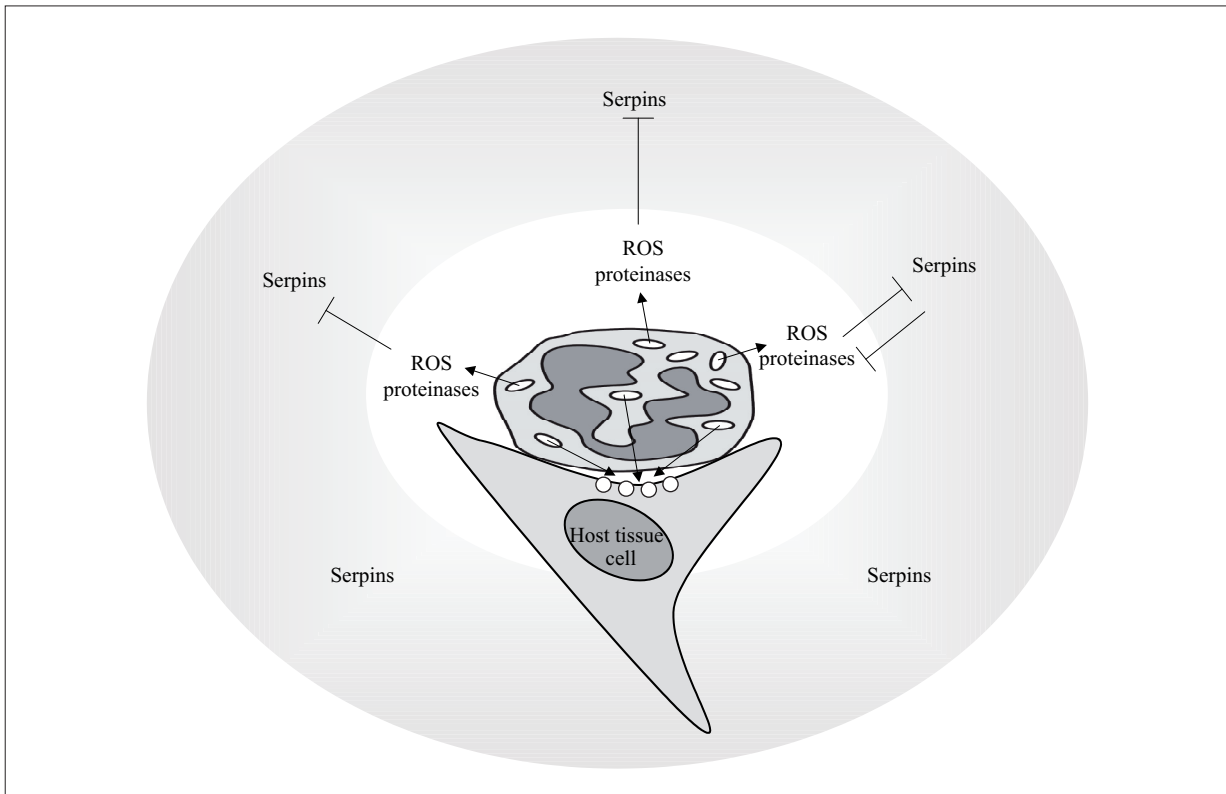 Serpins
ROS
proteinases
Serpins
Serpins
ROS
proteinases
ROS
proteinases
Host tissue
cell
Serpins
Serpins